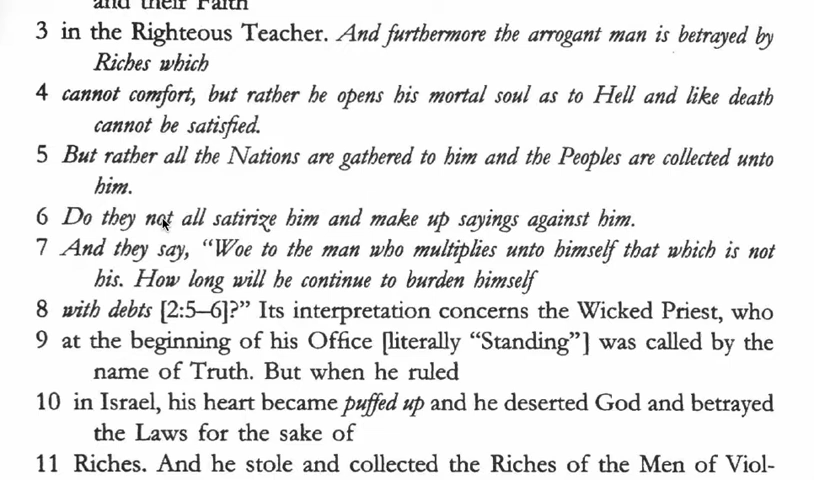 and their Faith
3 in the Righteous Teacher. And furthermore the arrogant man is betrayed by
Riches which
4 cannot comfort, but rather he opens his mortal soul as to Hell and like death
cannot be satisfied.
5 But rather all the Nations are gathered to him and the Peoples are collected unto
him.
6 Do they not all satirize him and make up sayings against him.
7 And they say, “Woe to the man who multiplies unto himself that which is not
his. How long will he continue to burden himself
8 with debts [2:5–6]?” Its interpretation concerns the Wicked Priest, who
9 at the beginning of his Office [literally “Standing”] was called by the
name of Truth. But when he ruled
10 in Israel, his heart became puffed up and he deserted God and betrayed
the Laws for the sake of
11 Riches. And he stole and collected the Riches of the Men of Viol-